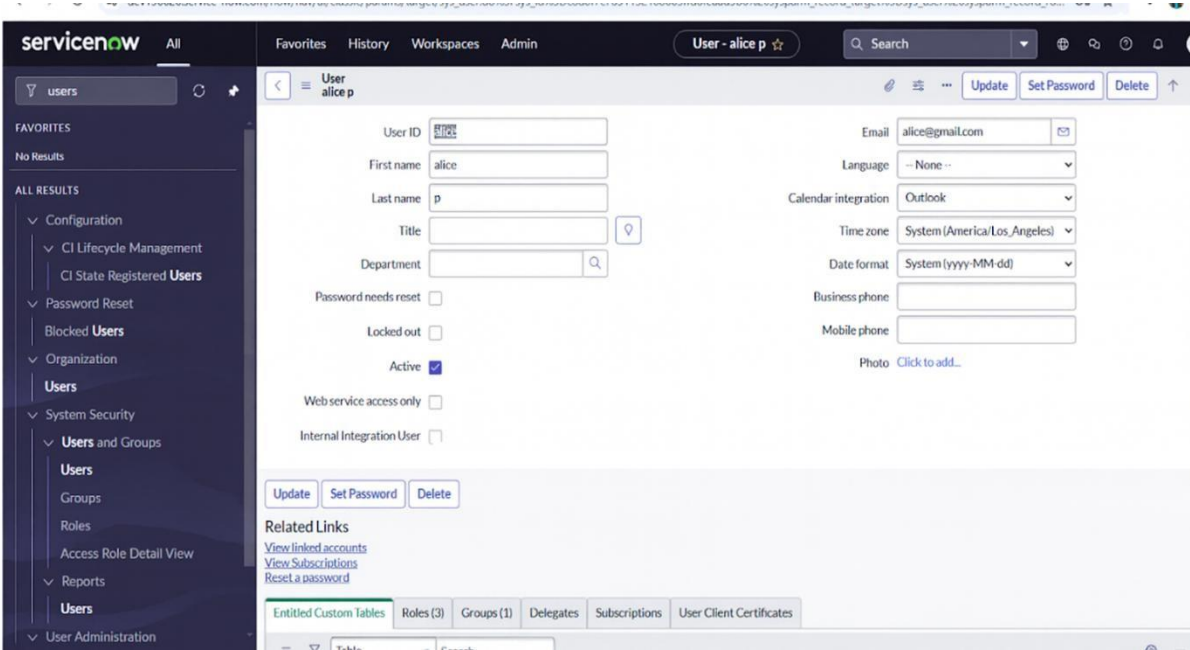 servicenow All Favorites History Workspaces Admin User - alice p Search
users
FAVORITES
No Results
ALL RESULTS
Configuration
CI Lifecycle Management
CI State Registered Users
Password Reset
Blocked Users
Organization
Users
System Security
Users and Groups
Users
Groups
Roles
Access Role Detail View
Reports
Users
User Administration
User
alice p
Update Set Password Delete
User ID alice
First name alice
Last name p
Title
Department
Password needs reset
Locked out
Active
Web service access only
Internal Integration User
Email alice@gmail.com
Language -- None --
Calendar integration Outlook
Time zone System (America/Los_Angeles)
Date format System (yyyy-MM-dd)
Business phone
Mobile phone
Photo Click to add...
Update Set Password Delete
Related Links
View linked accounts
View Subscriptions
Reset a password
Entitled Custom Tables Roles (3) Groups (1) Delegates Subscriptions User Client Certificates
Table Search